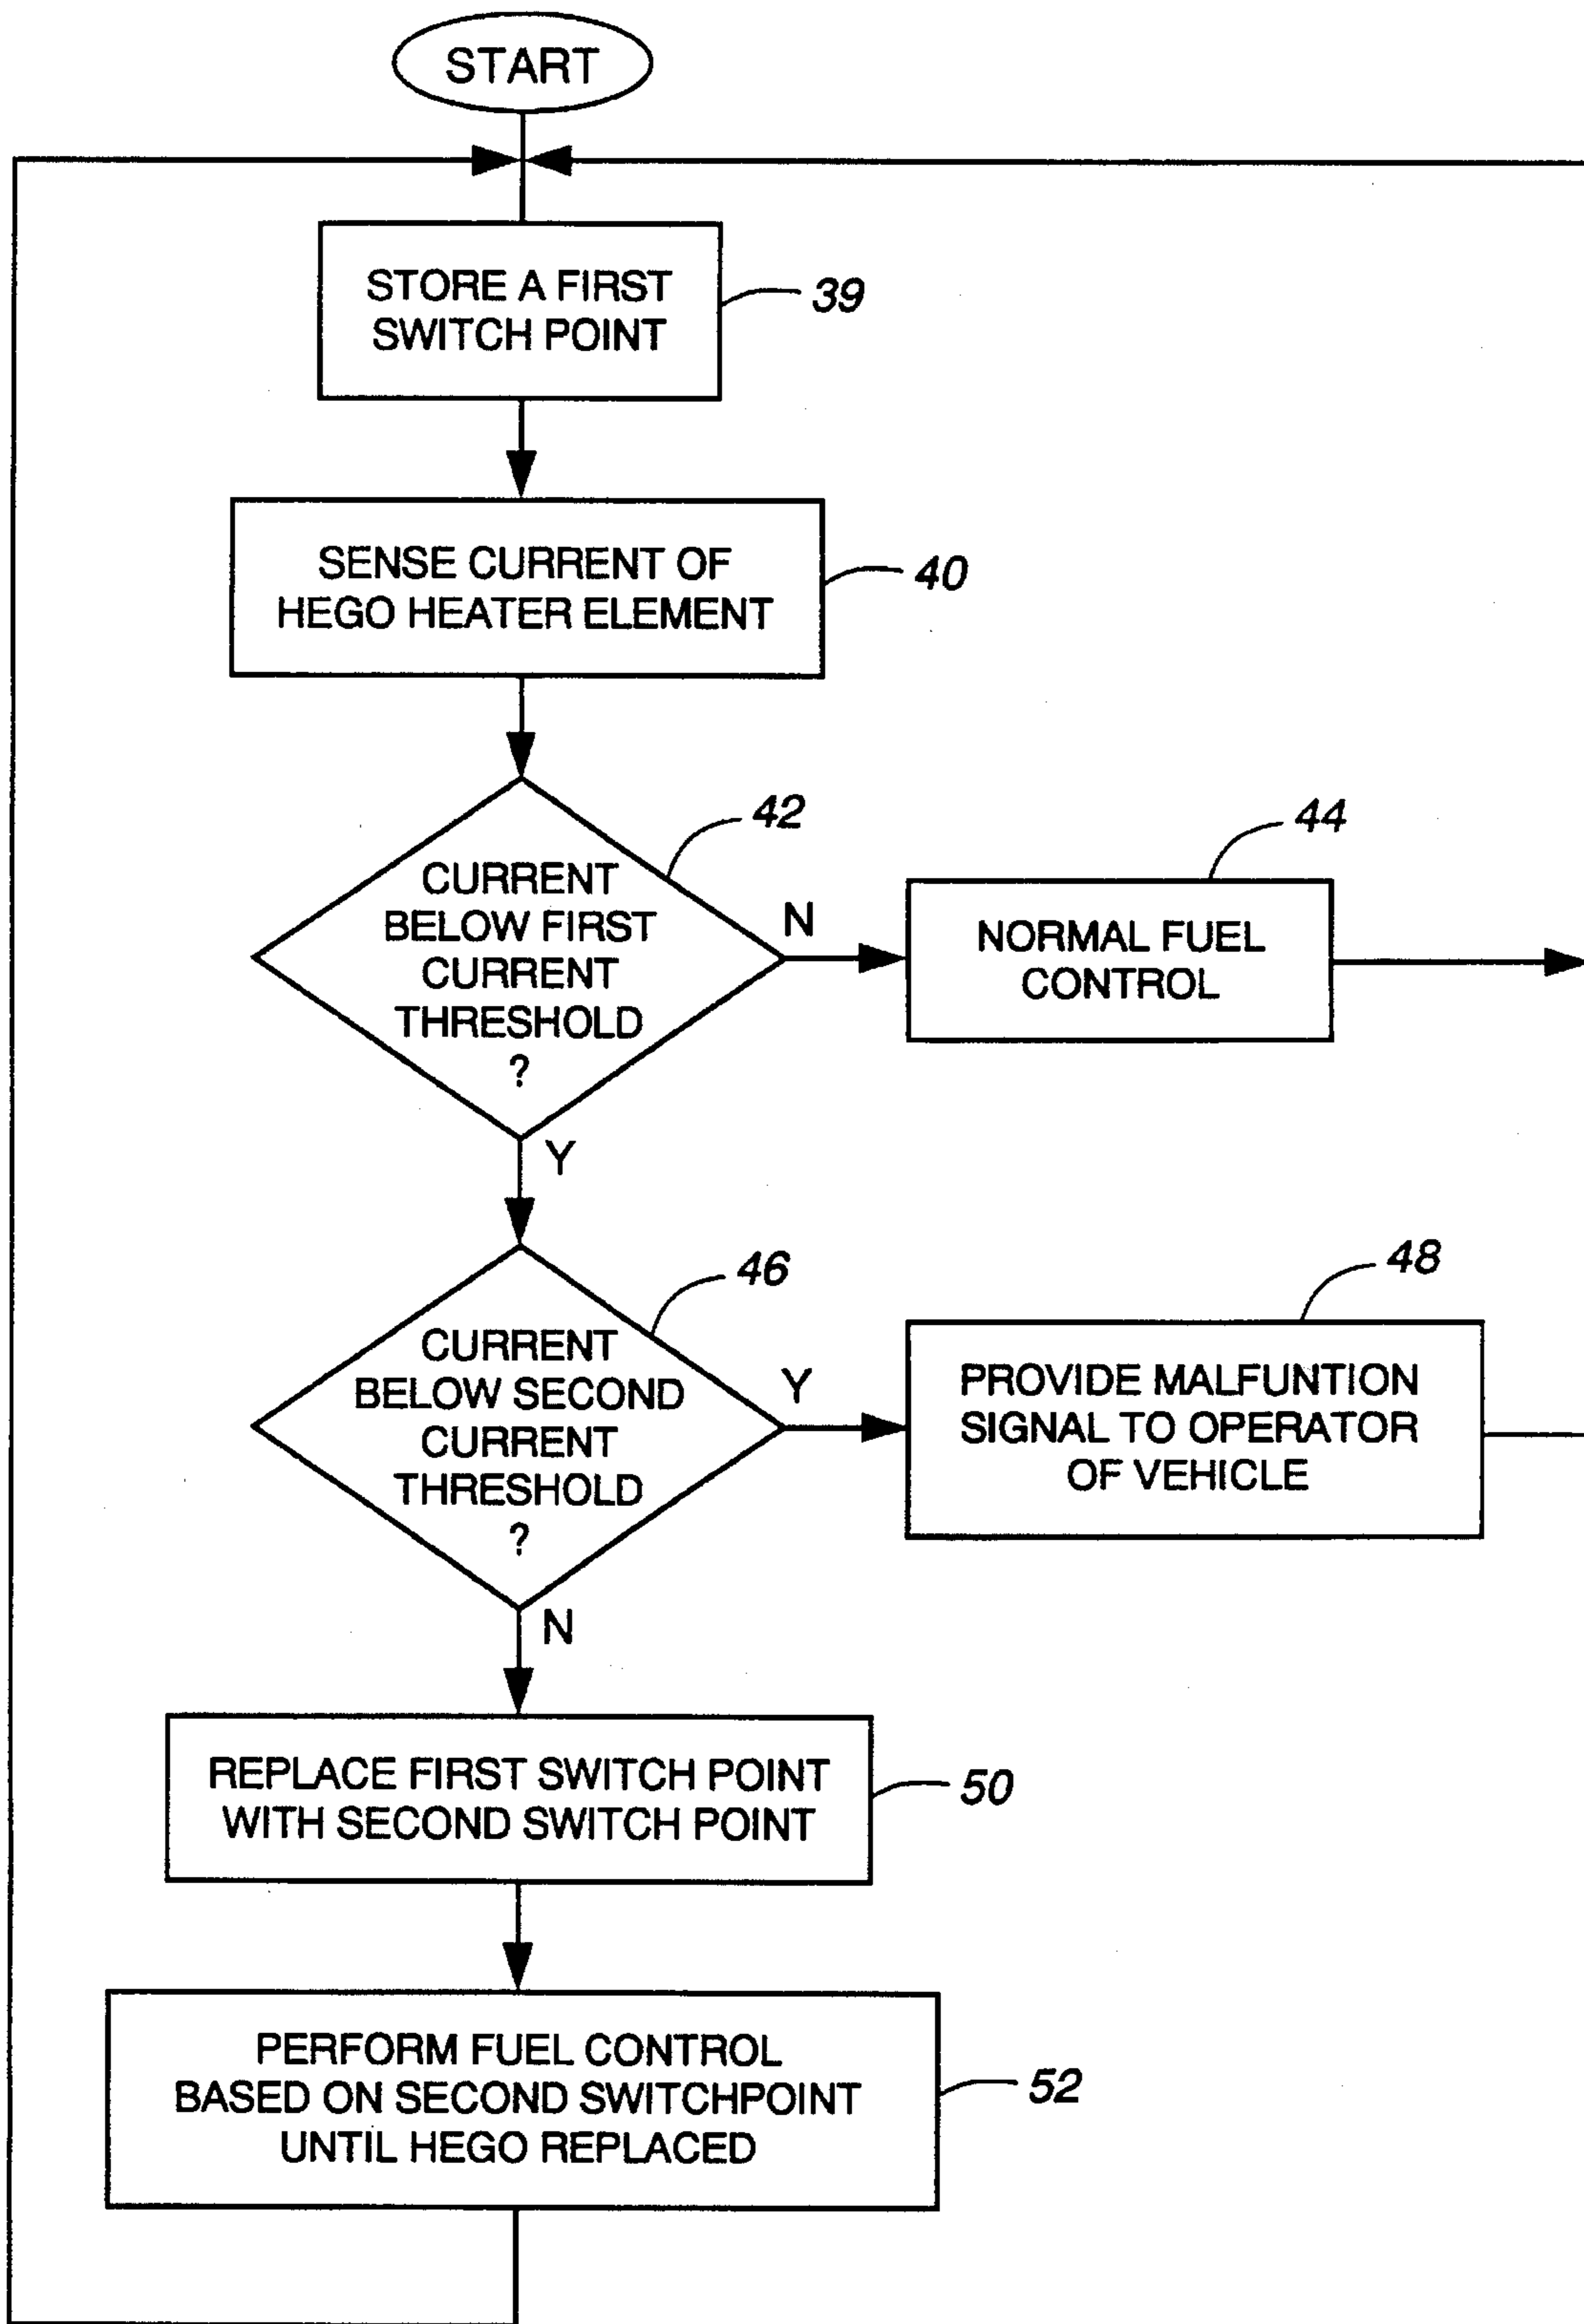 START
STORE A FIRST
SWITCH POINT
39
SENSE CURRENT OF
HEGO HEATER ELEMENT
40
42
CURRENT
BELOW FIRST
CURRENT
THRESHOLD
?
N
44
NORMAL FUEL
CONTROL
Y
46
CURRENT
BELOW SECOND
CURRENT
THRESHOLD
?
Y
48
PROVIDE MALFUNTION
SIGNAL TO OPERATOR
OF VEHICLE
N
REPLACE FIRST SWITCH POINT
WITH SECOND SWITCH POINT
50
PERFORM FUEL CONTROL
BASED ON SECOND SWITCHPOINT
UNTIL HEGO REPLACED
52